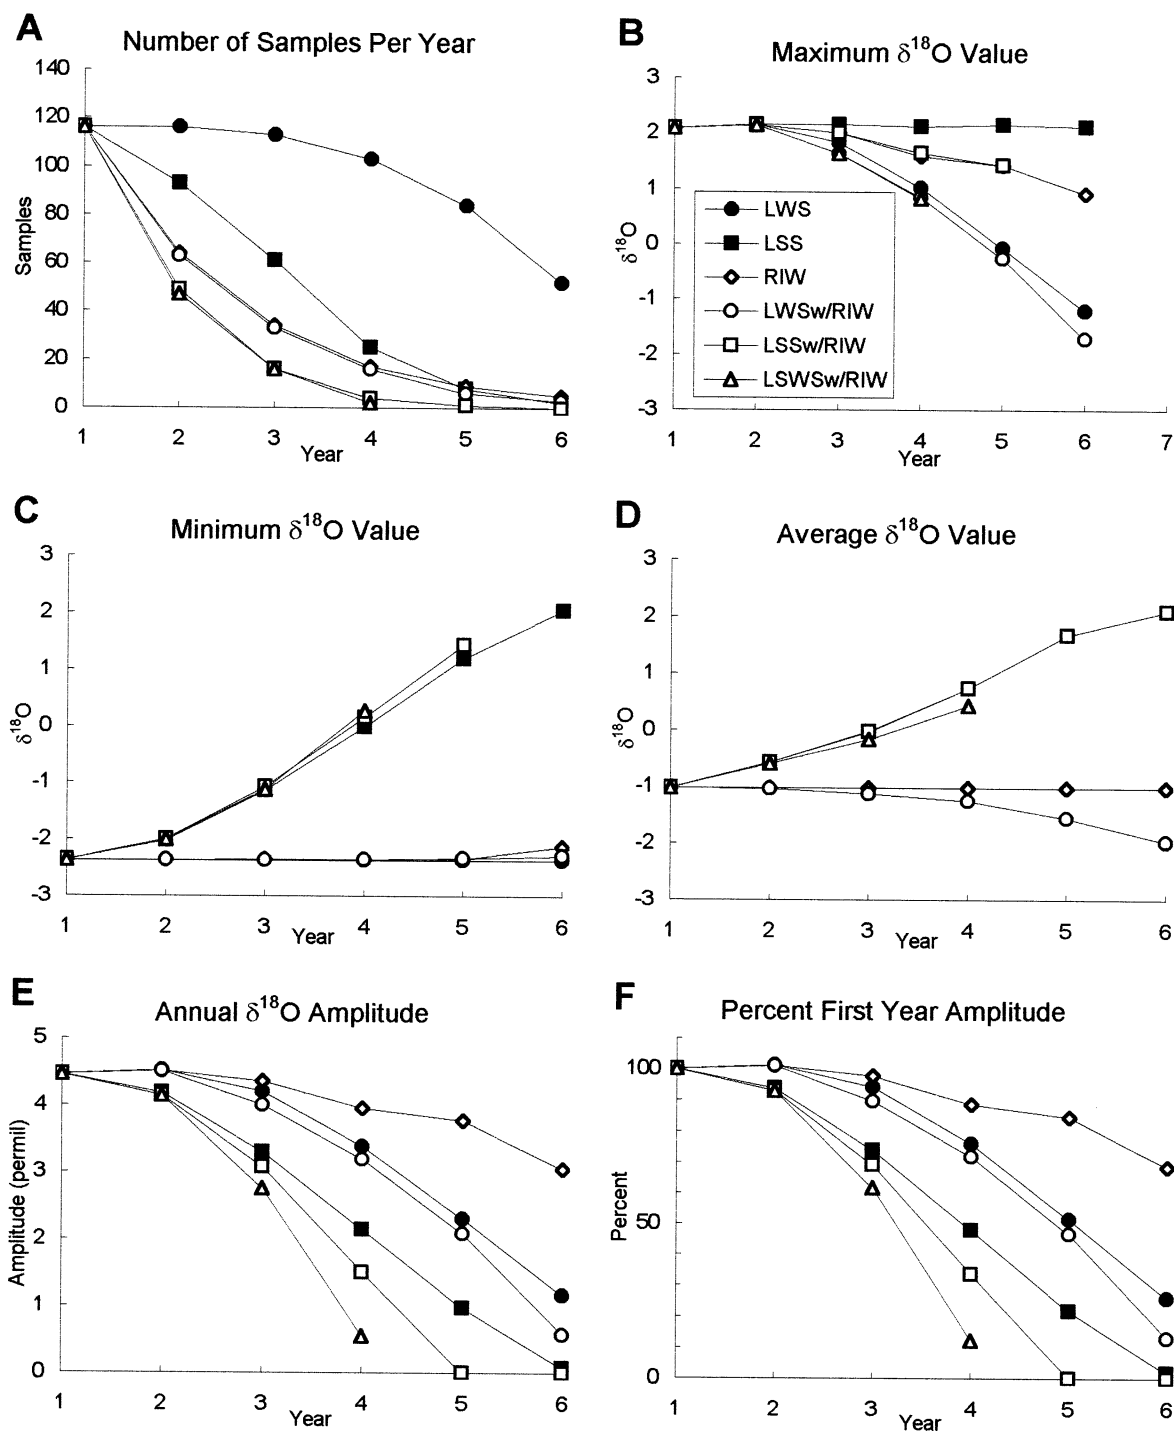 A
Number of Samples Per Year
140
120
100
80
60
40
20
0
Samples
1 2 3 4 5 6
Year
B
Maximum δ18O Value
3
2
1
0
-1
-2
-3
δ18O
LWS
LSS
RIW
LWSw/RIW
LSSw/RIW
LSWSw/RIW
1 2 3 4 5 6 7
Year
C
Minimum δ18O Value
3
2
1
0
-1
-2
-3
δ18O
1 2 3 4 5 6
Year
D
Average δ18O Value
3
2
1
0
-1
-2
-3
δ18O
1 2 3 4 5 6
Year
E
Annual δ18O Amplitude
5
4
3
2
1
0
Amplitude (permil)
1 2 3 4 5 6
Year
F
Percent First Year Amplitude
100
50
0
Percent
1 2 3 4 5 6
Year